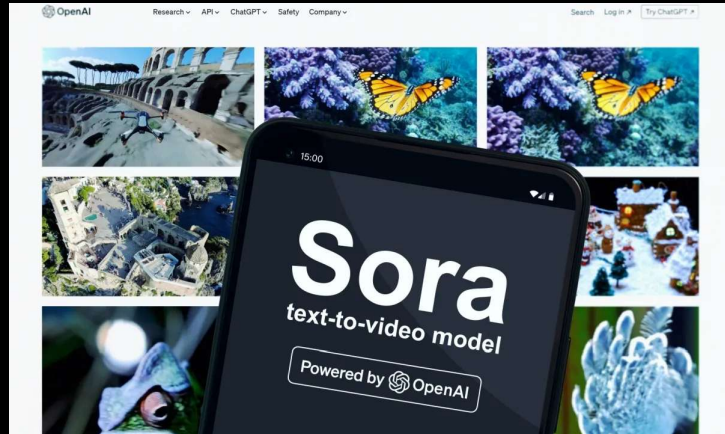 OpenAI
Research API ChatGPT Safety Company
Search Log in Try ChatGPT
15:00
Sora
text-to-video model
Powered by OpenAI